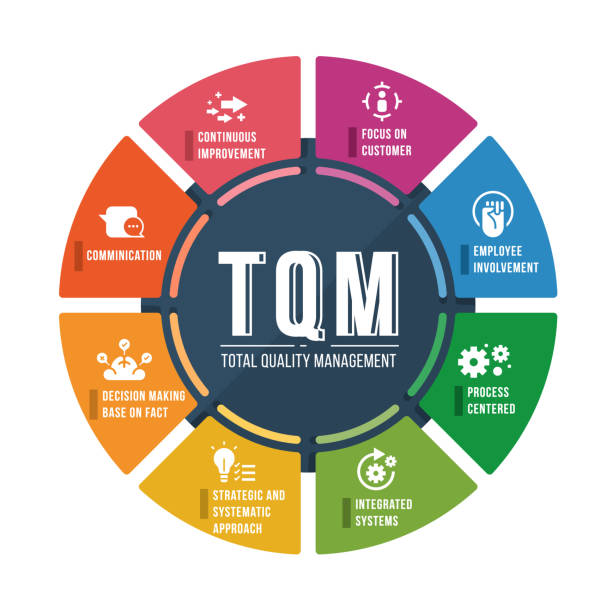 TQM
TOTAL QUALITY MANAGEMENT
FOCUS ON
CUSTOMER
EMPLOYEE
INVOLVEMENT
PROCESS
CENTERED
INTEGRATED
SYSTEMS
STRATEGIC AND
SYSTEMATIC
APPROACH
DECISION MAKING
BASE ON FACT
COMMINICATION
CONTINUOUS
IMPROVEMENT